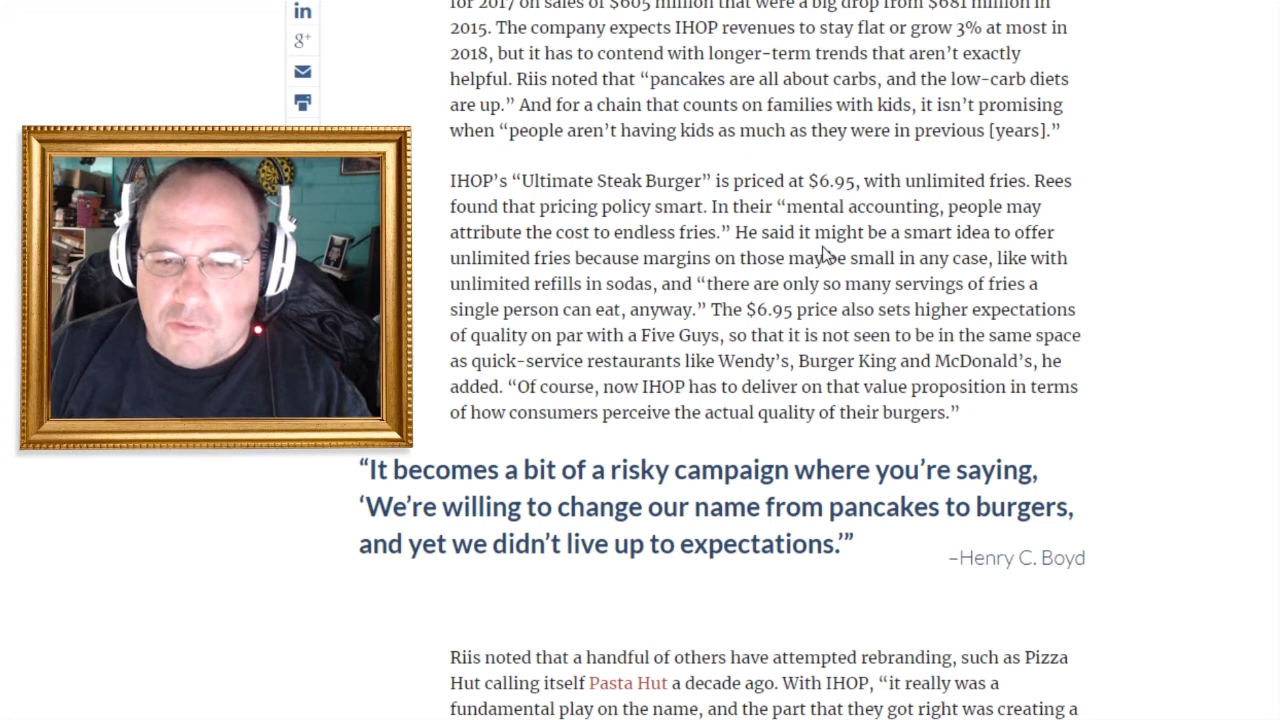 for 2017 on sales of $605 million that were a big drop from $681 million in
2015. The company expects IHOP revenues to stay flat or grow 3% at most in
2018, but it has to contend with longer-term trends that aren’t exactly
helpful. Riis noted that “pancakes are all about carbs, and the low-carb diets
are up.” And for a chain that counts on families with kids, it isn’t promising
when “people aren’t having kids as much as they were in previous [years].”
IHOP’s “Ultimate Steak Burger” is priced at $6.95, with unlimited fries. Rees
found that pricing policy smart. In their “mental accounting, people may
attribute the cost to endless fries.” He said it might be a smart idea to offer
unlimited fries because margins on those may be small in any case, like with
unlimited refills in sodas, and “there are only so many servings of fries a
single person can eat, anyway.” The $6.95 price also sets higher expectations
of quality on par with a Five Guys, so that it is not seen to be in the same space
as quick-service restaurants like Wendy’s, Burger King and McDonald’s, he
added. “Of course, now IHOP has to deliver on that value proposition in terms
of how consumers perceive the actual quality of their burgers.”
“It becomes a bit of a risky campaign where you’re saying,
‘We’re willing to change our name from pancakes to burgers,
and yet we didn’t live up to expectations.’”
–Henry C. Boyd
Riis noted that a handful of others have attempted rebranding, such as Pizza
Hut calling itself Pasta Hut a decade ago. With IHOP, “it really was a
fundamental play on the name, and the part that they got right was creating a